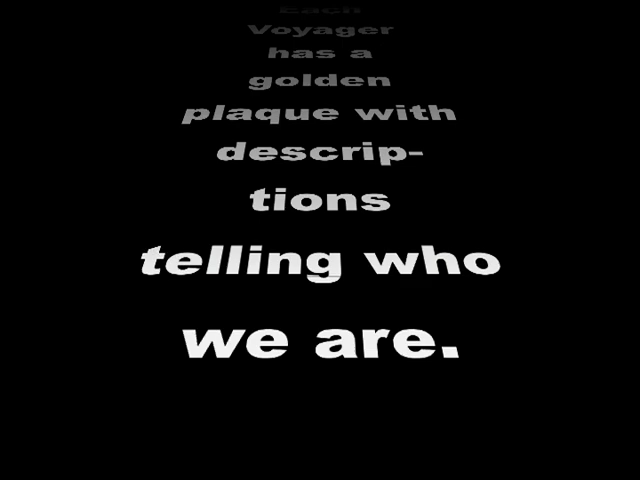 Each
Voyager
has a
golden
plaque with
descrip-
tions
telling who
we are.